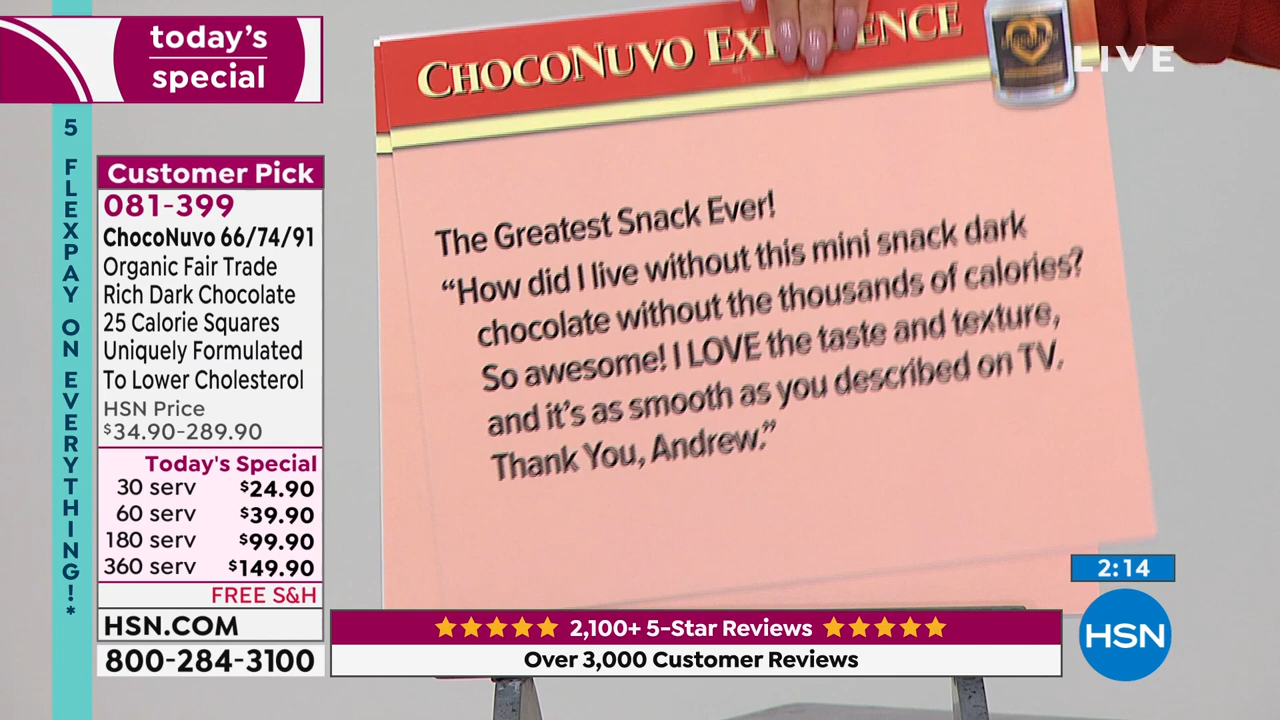 today's
special
5 FLEXPAY ON EVERYTHING!*
Customer Pick
081-399
ChocoNuvo 66/74/91
Organic Fair Trade
Rich Dark Chocolate
25 Calorie Squares
Uniquely Formulated
To Lower Cholesterol
HSN Price
$34.90-289.90
Today's Special
30 serv $24.90
60 serv $39.90
180 serv $99.90
360 serv $149.90
FREE S&H
HSN.COM
800-284-3100
CHOCONUVO
LIVE
The Greatest Snack Ever!
“How did I live without this mini snack dark
chocolate without the thousands of calories?
So awesome! I LOVE the taste and texture,
and it's as smooth as you described on TV.
Thank You, Andrew.”
2:14
HSN
2,100+ 5-Star Reviews
Over 3,000 Customer Reviews